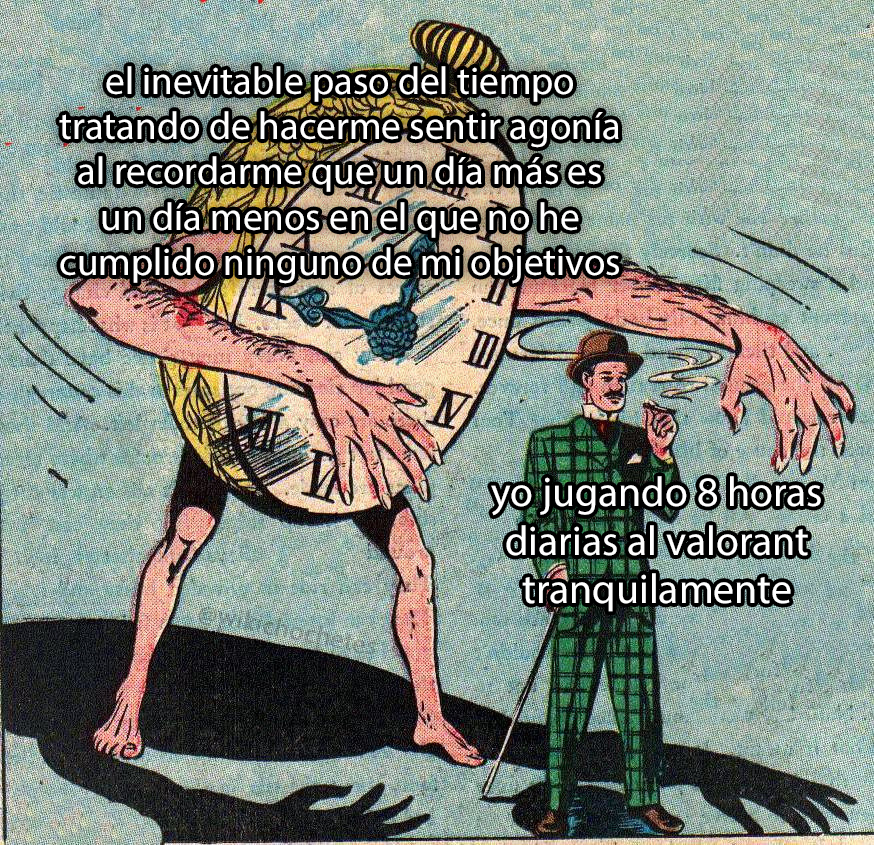 el inevitable paso del tiempo
tratando de hacerme sentir agonía
al recordarme que un día más es
un día menos en el que no he
cumplido ninguno de mi objetivos
yo jugando 8 horas
diarias al valorant
tranquilamente
@wikichochetes